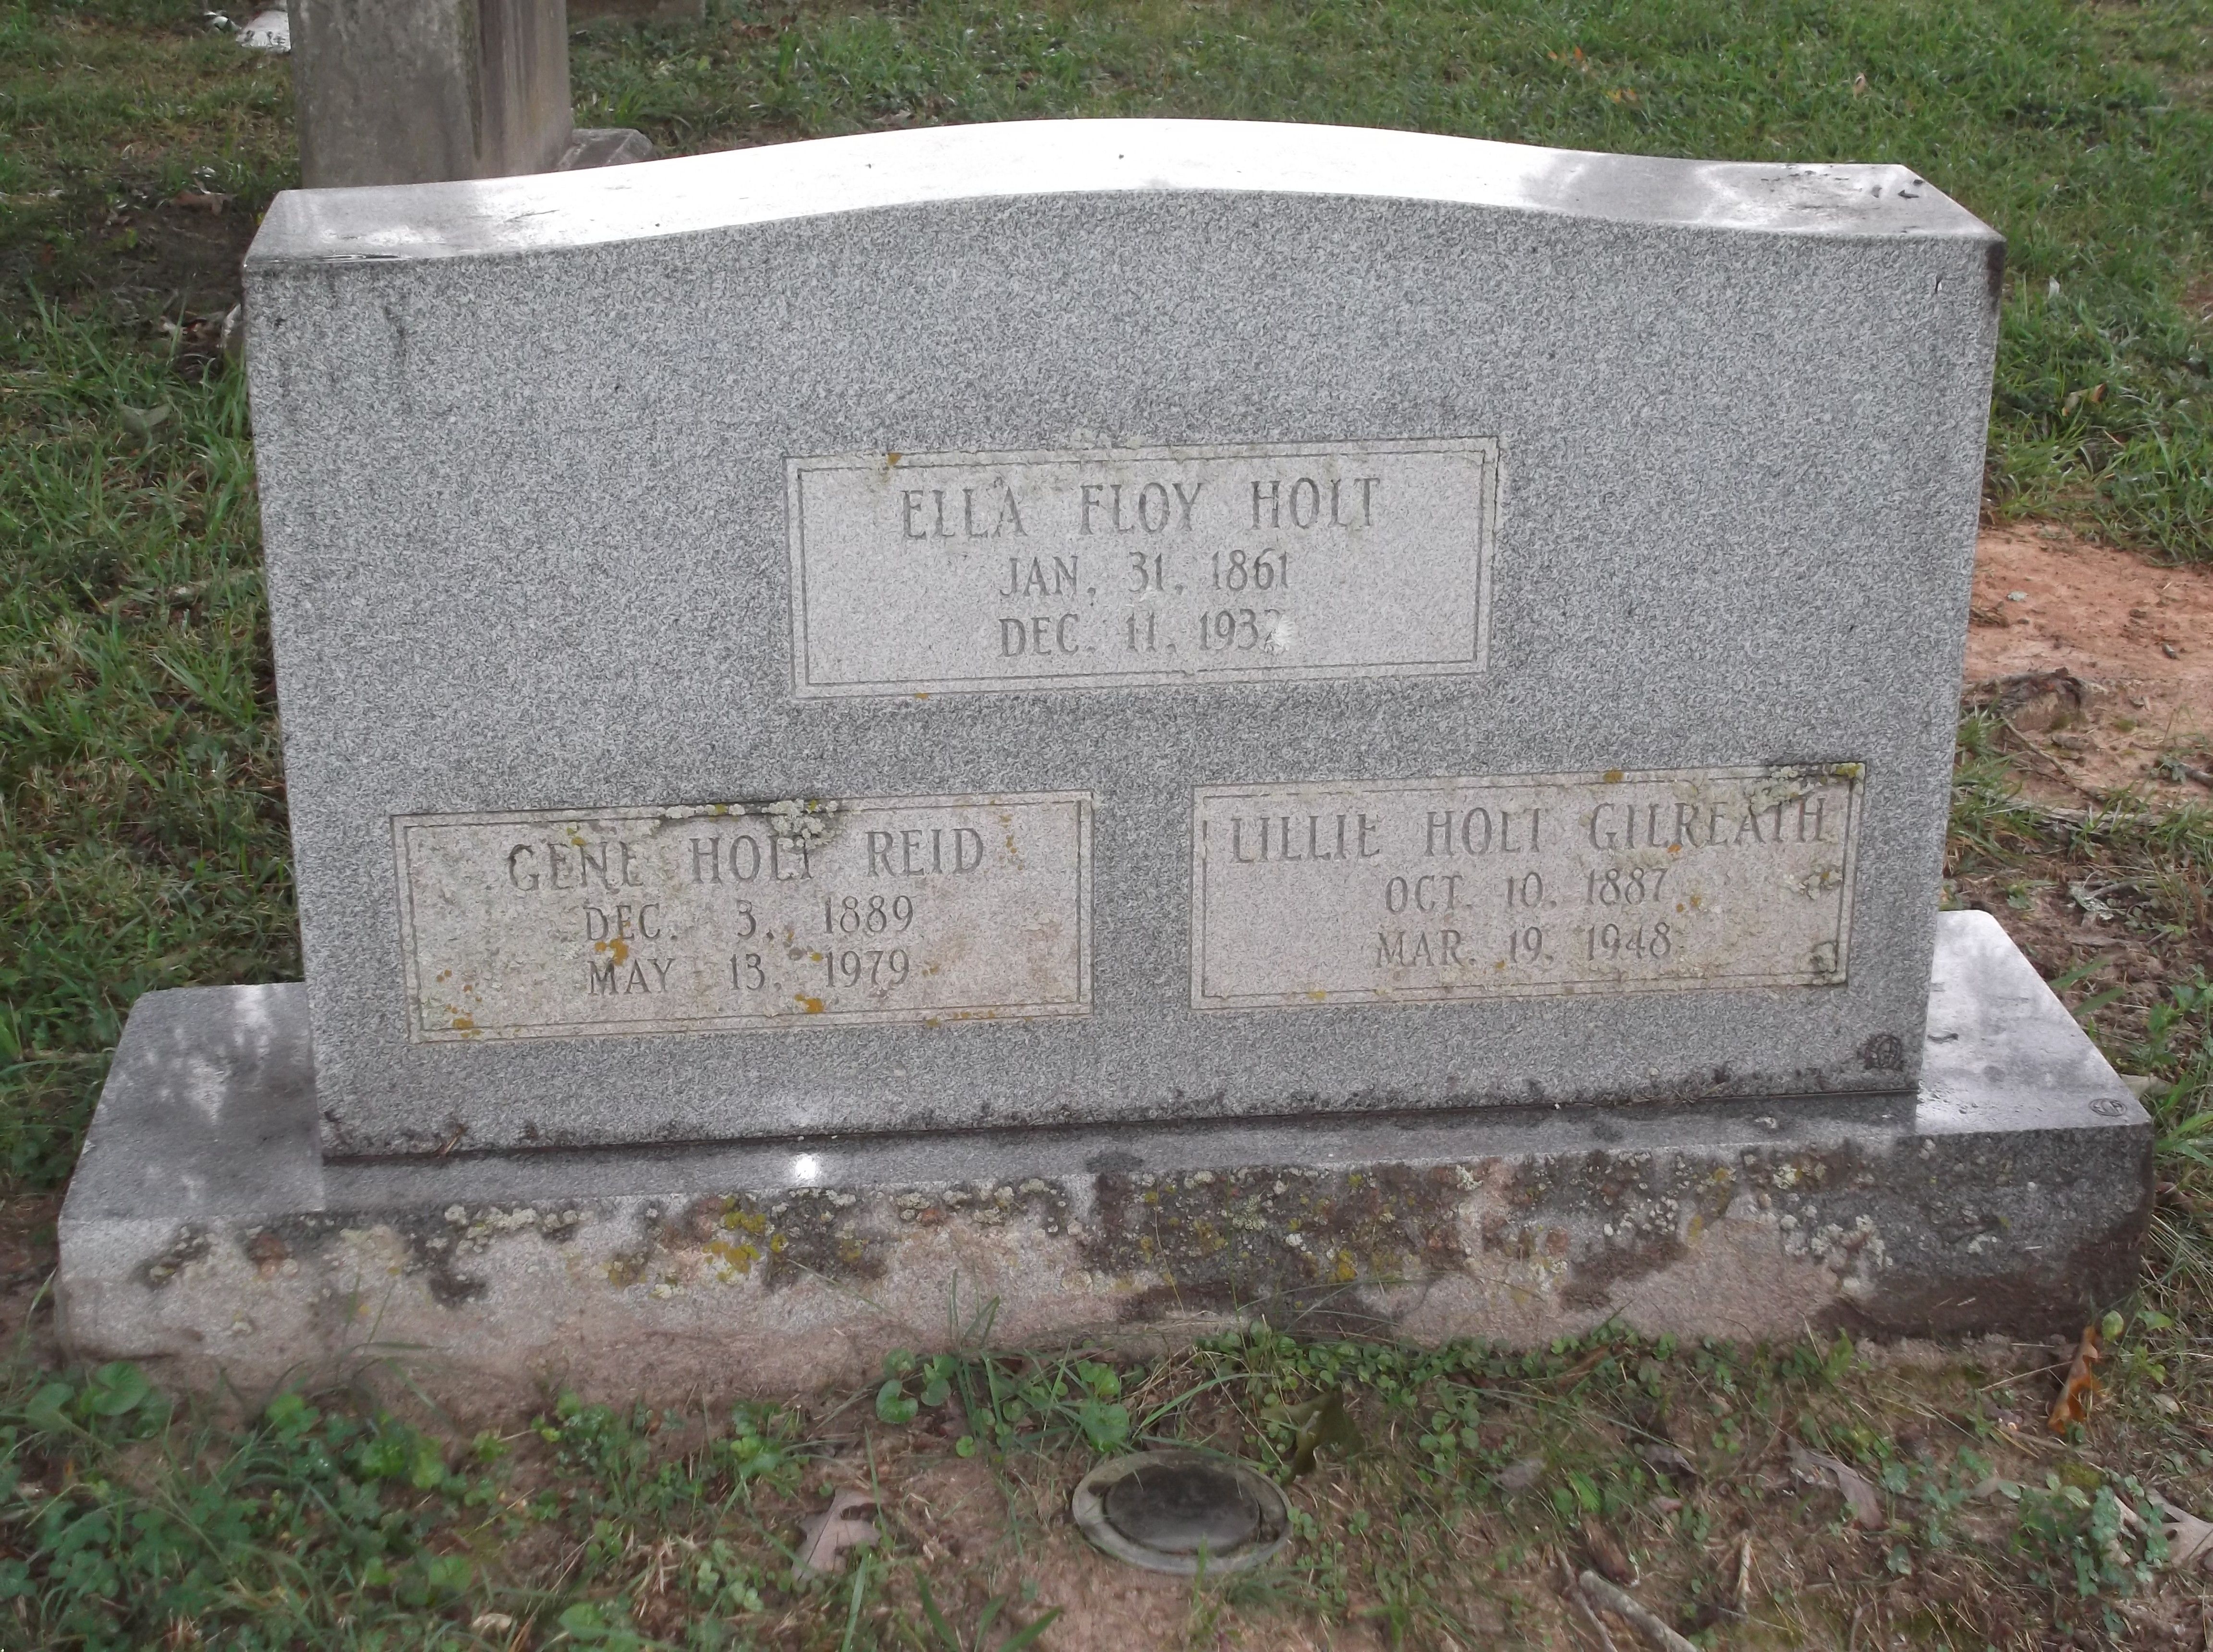 ELLA FLOY HOLT
JAN. 31, 1861
DEC. 11, 1932
GENE HOLT REID
DEC. 3, 1889
MAY 13, 1979
LILLIE HOLT GILREATH
OCT. 10, 1887
MAR. 19, 1948